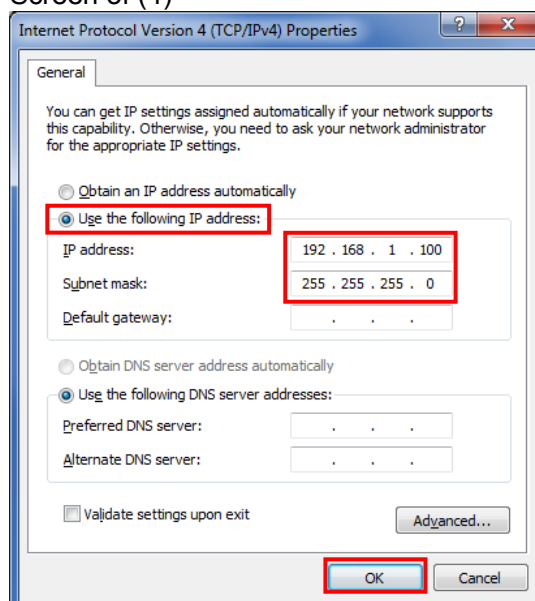 Screen of (4)
Internet Protocol Version 4 (TCP/IPv4) Properties
General
You can get IP settings assigned automatically if your network supports
this capability. Otherwise, you need to ask your network administrator
for the appropriate IP settings.
Obtain an IP address automatically
Use the following IP address:
IP address: 192 . 168 . 1 . 100
Subnet mask: 255 . 255 . 255 . 0
Default gateway: . . .
Obtain DNS server address automatically
Use the following DNS server addresses:
Preferred DNS server: . . .
Alternate DNS server: . . .
Validate settings upon exit
Advanced...
OK Cancel